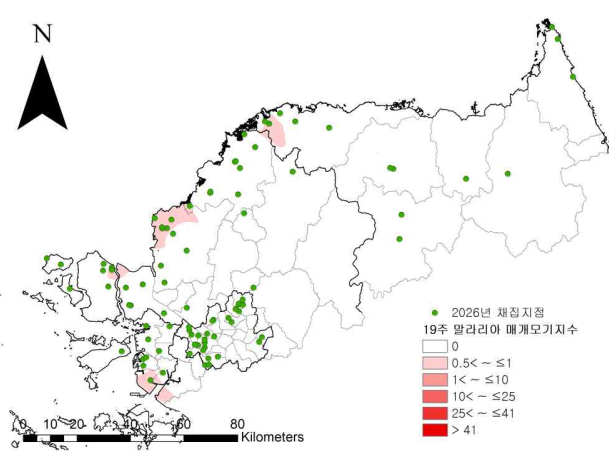 N
2026년 채집지점
19주 말라리아 매개모기지수
0
0.5< ~ ≤1
1< ~ ≤10
10< ~ ≤25
25< ~ ≤41
> 41
0 10 20 40 60 80
Kilometers